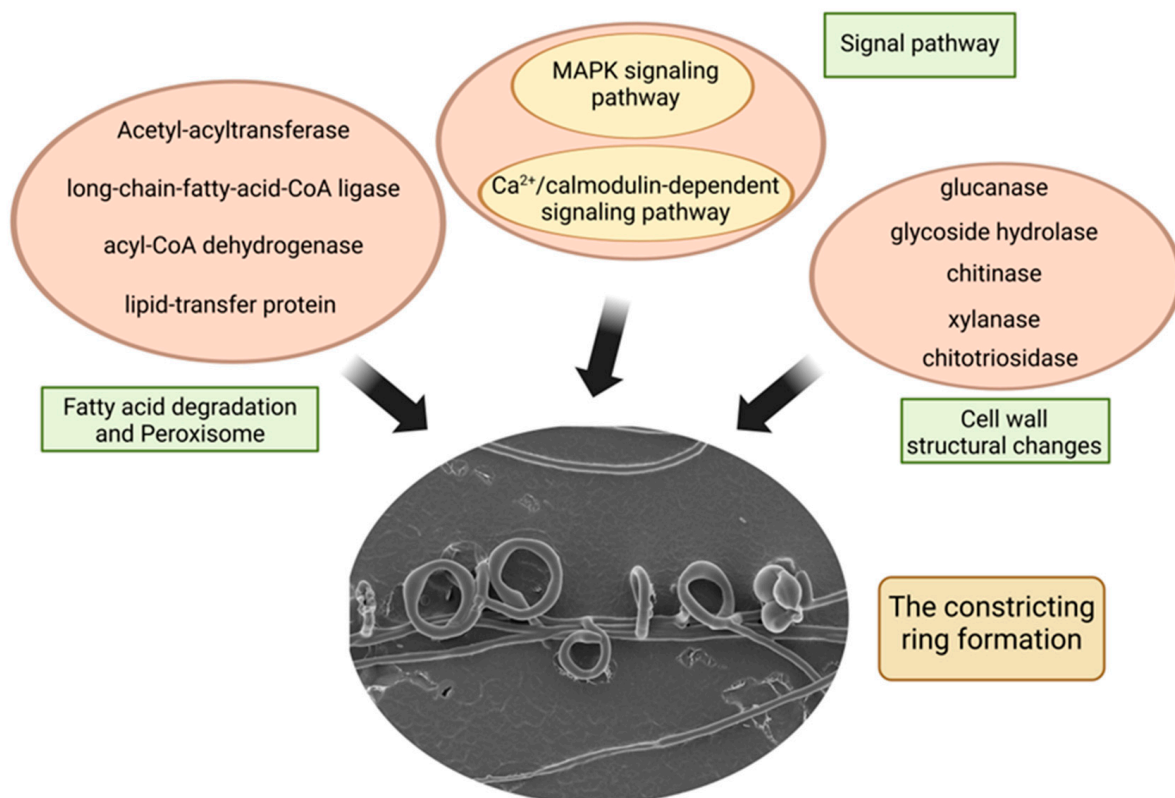 Signal pathway
MAPK signaling
pathway
Ca²⁺/calmodulin-dependent
signaling pathway
Acetyl-acyltransferase
long-chain-fatty-acid-CoA ligase
acyl-CoA dehydrogenase
lipid-transfer protein
glucanase
glycoside hydrolase
chitinase
xylanase
chitotriosidase
Fatty acid degradation
and Peroxisome
Cell wall
structural changes
The constricting
ring formation